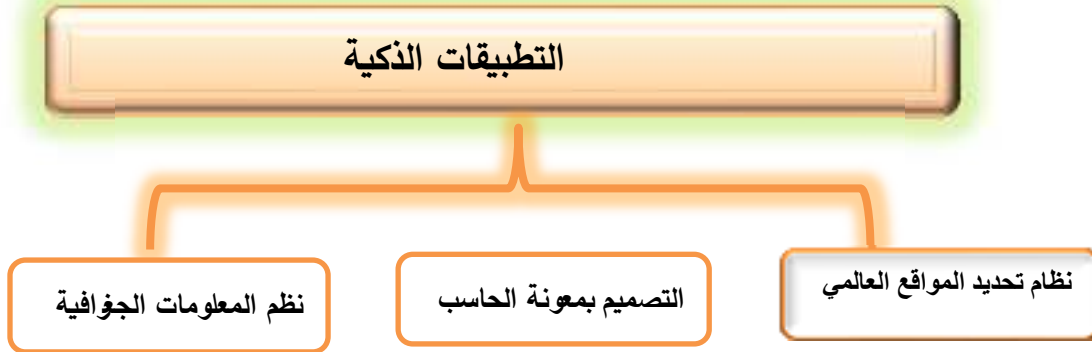 التطبيقات الذكية
نظام تحديد المواقع العالمي
التصميم بمعونة الحاسب
نظم المعلومات الجغرافية